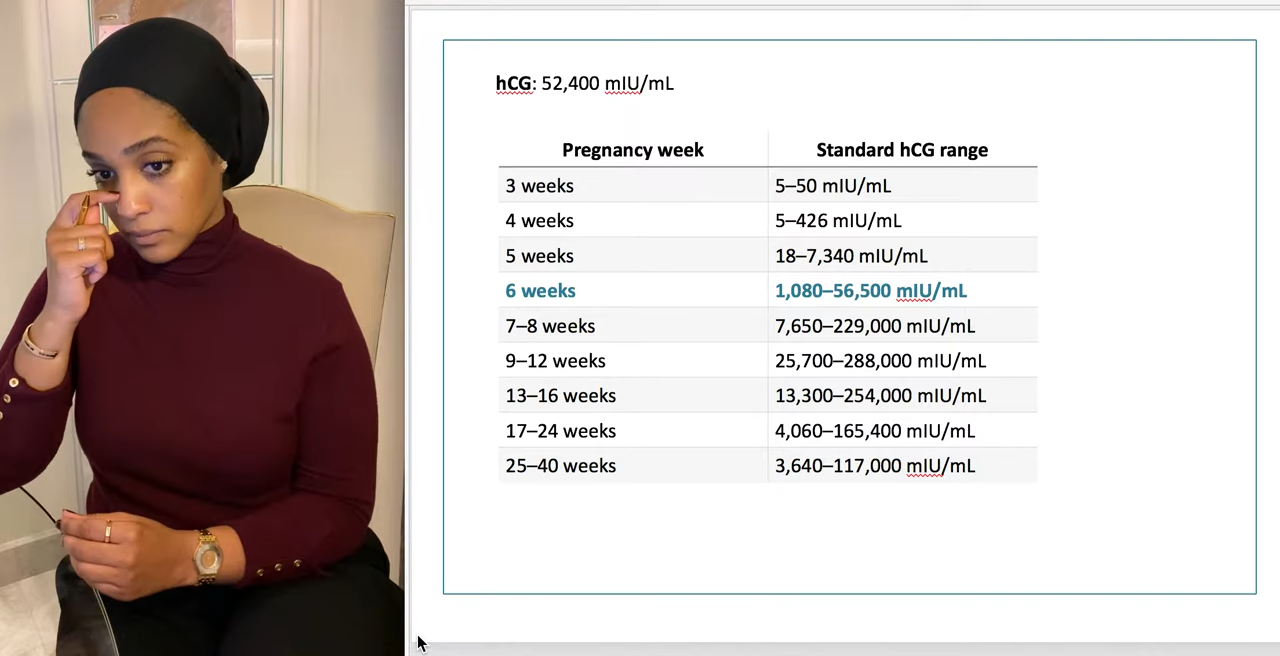 hCG: 52,400 mIU/mL
Pregnancy week Standard hCG range
3 weeks 5–50 mIU/mL
4 weeks 5–426 mIU/mL
5 weeks 18–7,340 mIU/mL
6 weeks 1,080–56,500 mIU/mL
7–8 weeks 7,650–229,000 mIU/mL
9–12 weeks 25,700–288,000 mIU/mL
13–16 weeks 13,300–254,000 mIU/mL
17–24 weeks 4,060–165,400 mIU/mL
25–40 weeks 3,640–117,000 mIU/mL